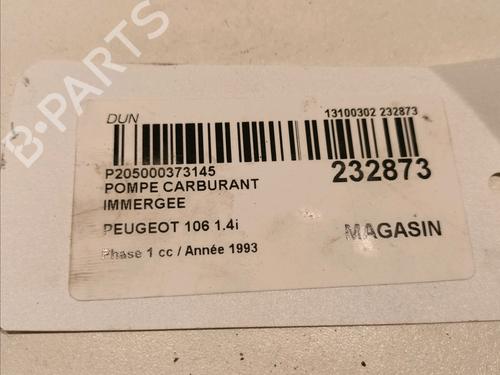 B-PARTS
DUN
13100302 232873
P205000373145
232873
POMPE CARBURANT
IMMERGEE
PEUGEOT 106 1.4i
MAGASIN
Phase 1 cc / Année 1993